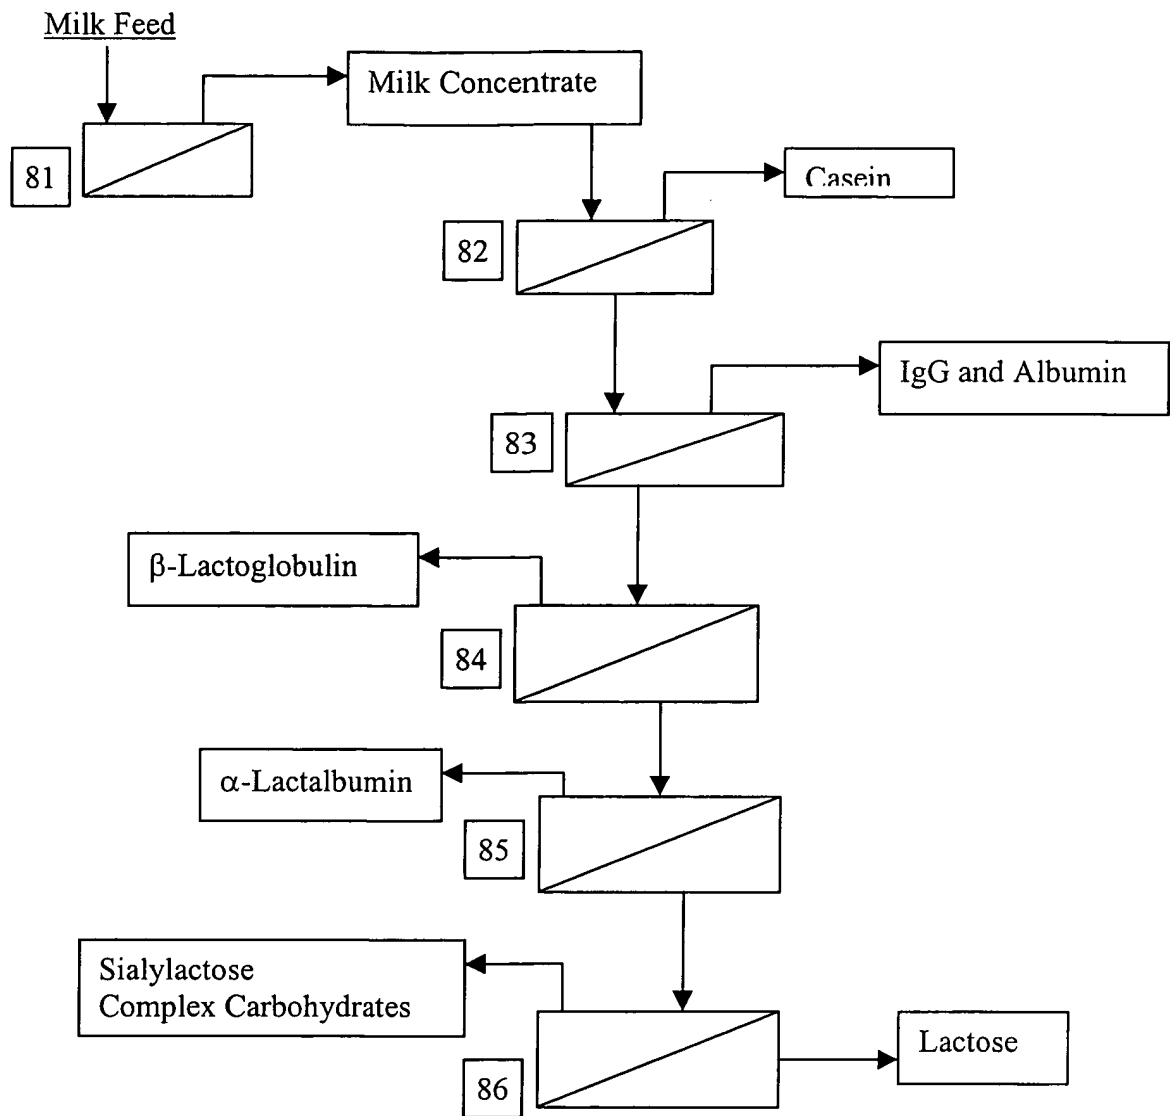 Milk Feed
Milk Concentrate
81
Casein
82
IgG and Albumin
83
β-Lactoglobulin
84
α-Lactalbumin
85
Sialylactose
Complex Carbohydrates
Lactose
86